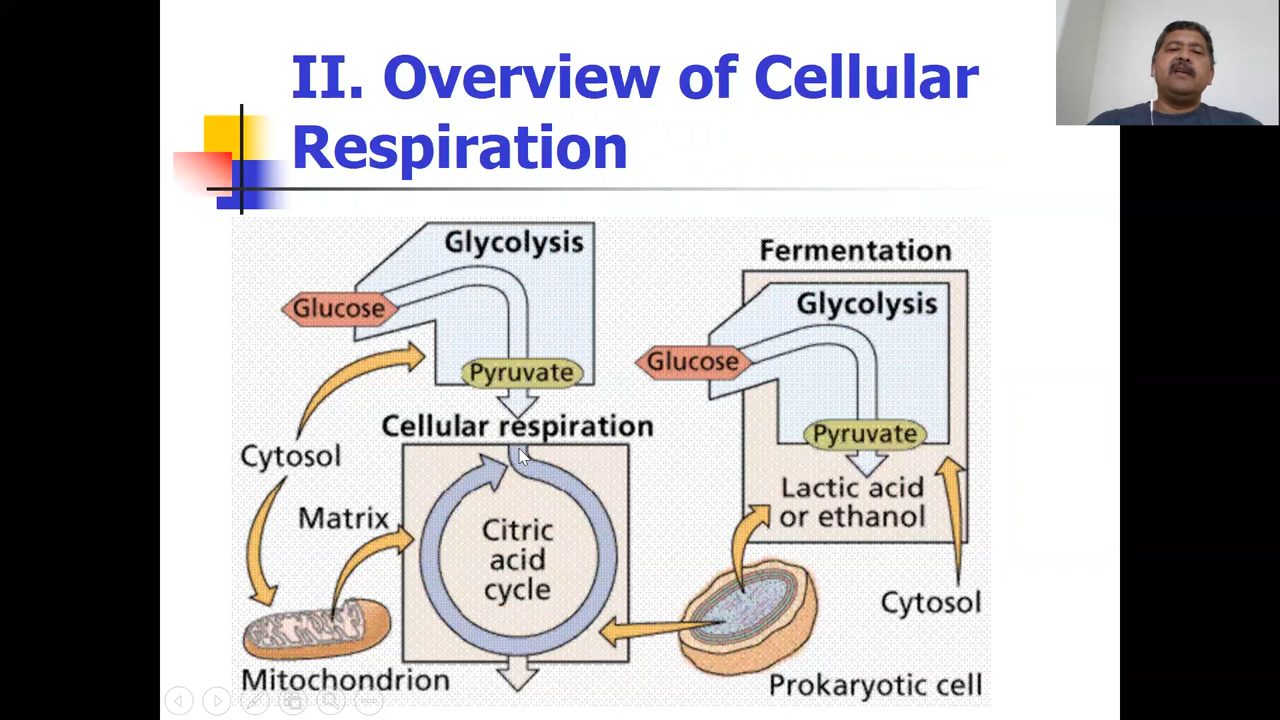 II. Overview of Cellular
Respiration
Glycolysis
Glucose
Pyruvate
Cellular respiration
Cytosol
Matrix
Citric
acid
cycle
Mitochondrion
Fermentation
Glycolysis
Glucose
Pyruvate
Lactic acid
or ethanol
Cytosol
Prokaryotic cell